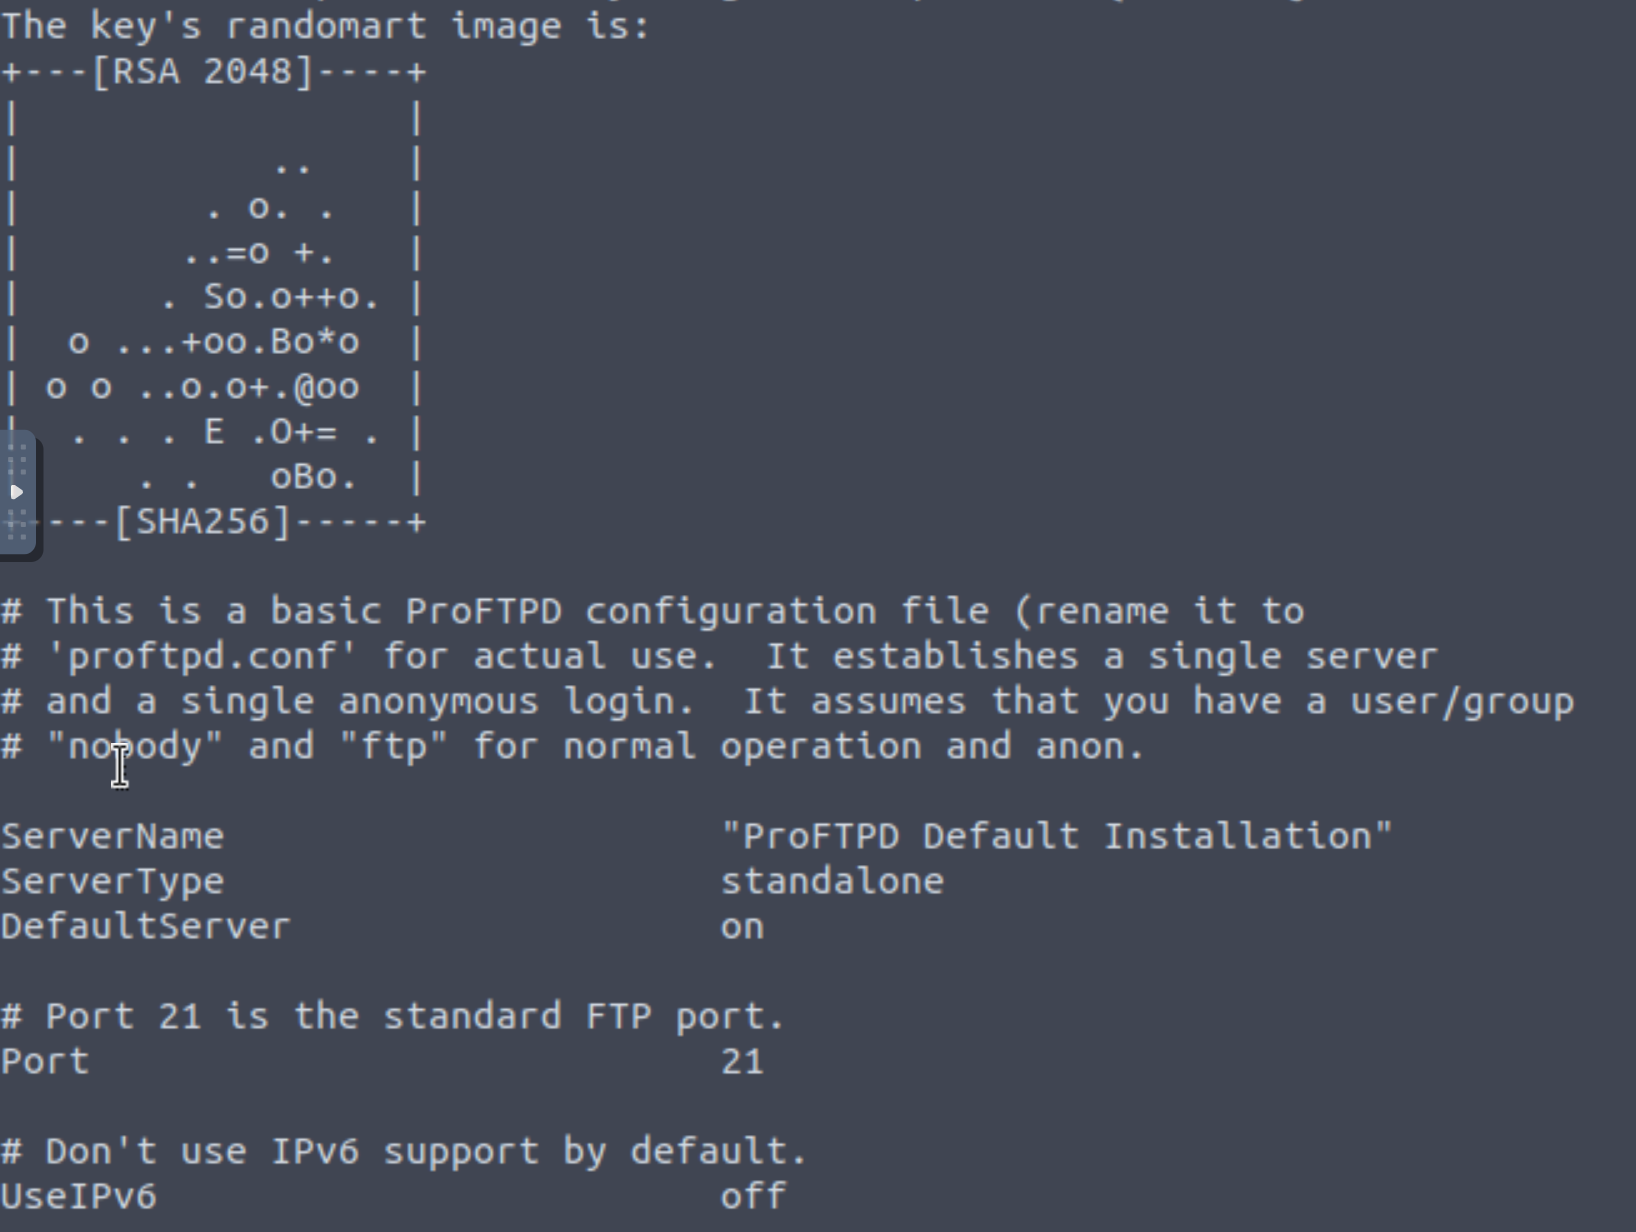 The key's randomart image is:
+---[RSA 2048]----+
|                 |
|           ..    |
|        . o. .   |
|       ..=o +.   |
|      . So.o++o. |
|  o ...+oo.Bo*o  |
| o o ..o.o+.@oo  |
|  . . . E .O+= . |
|     . .   oBo.  |
+----[SHA256]-----+

# This is a basic ProFTPD configuration file (rename it to
# 'proftpd.conf' for actual use.  It establishes a single server
# and a single anonymous login.  It assumes that you have a user/group
# "nobody" and "ftp" for normal operation and anon.

ServerName                      "ProFTPD Default Installation"
ServerType                      standalone
DefaultServer                   on

# Port 21 is the standard FTP port.
Port                            21

# Don't use IPv6 support by default.
UseIPv6                         off